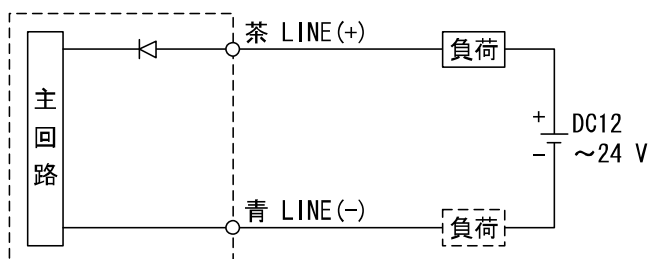 主回路
茶 LINE(+)
負荷
+
−
DC12
～24 V
青 LINE(−)
負荷